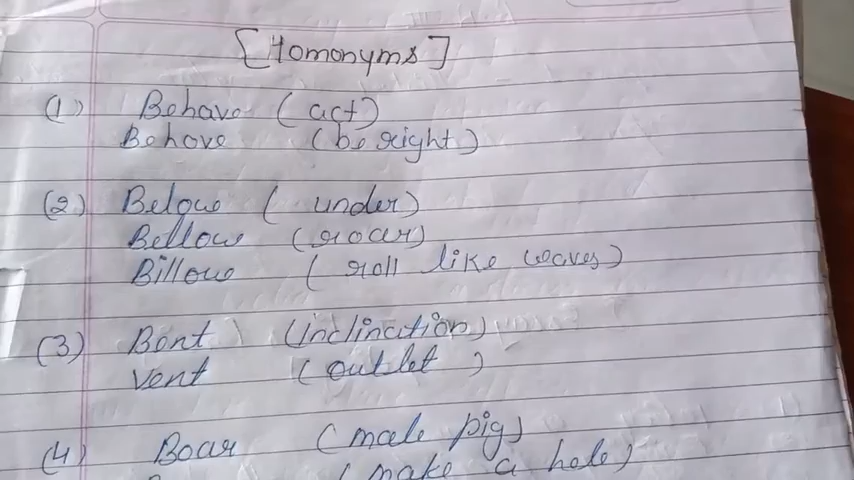 [Homonyms]
(1) Behave (act)
Behove (be right)
(2) Below (under)
Bellow (roar)
Billow (roll like waves)
(3) Bent (inclination)
Vent (outlet)
(4) Boar (male pig)
(make a hole)